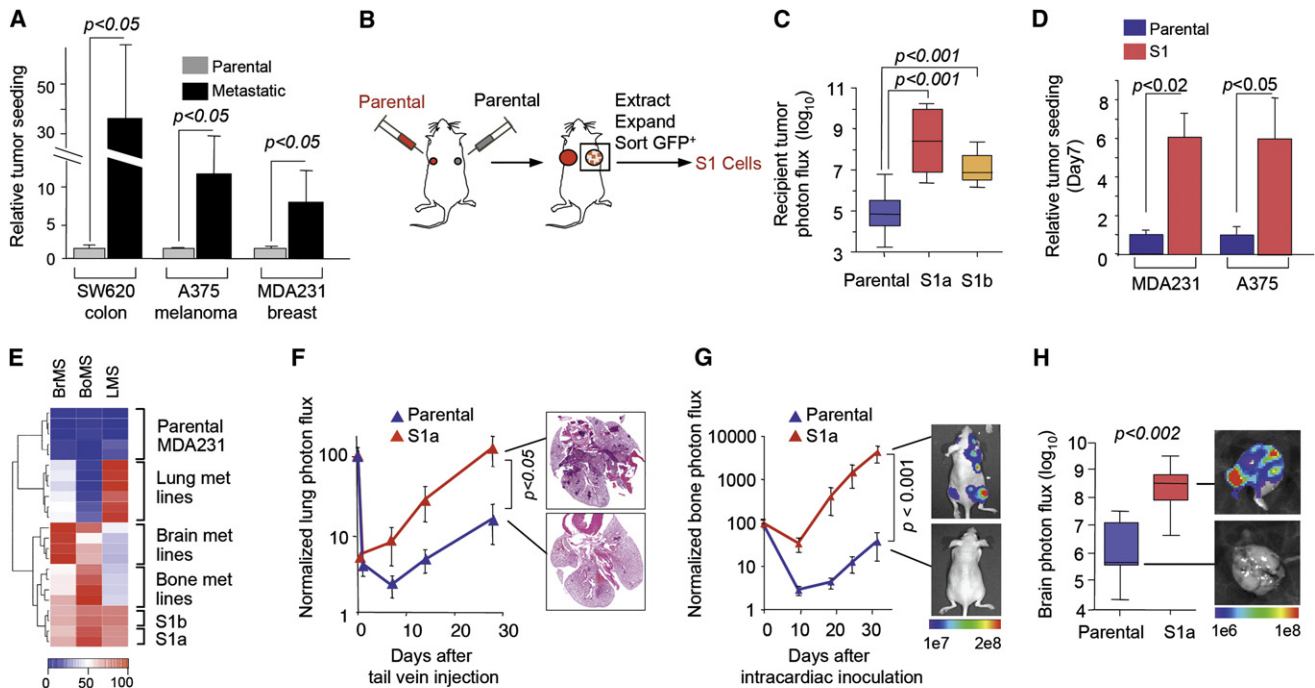 A
p<0.05
Parental
Metastatic
p<0.05
p<0.05
Relative tumor seeding
50
30
10
5
0
SW620
colon
A375
melanoma
MDA231
breast
B
Parental
Parental
Extract
Expand
Sort GFP+
S1 Cells
C
p<0.001
p<0.001
Recipient tumor
photon flux (log10)
11
9
7
5
3
Parental
S1a
S1b
D
Parental
S1
p<0.02
p<0.05
Relative tumor seeding
(Day7)
8
6
4
2
0
MDA231
A375
E
BrMS
BoMS
LMS
Parental
MDA231
Lung met
lines
Brain met
lines
Bone met
lines
S1b
S1a
0
50
100
F
Parental
S1a
Normalized lung photon flux
100
10
1
p<0.05
0
10
20
30
Days after
tail vein injection
G
Parental
S1a
Normalized bone photon flux
10000
1000
100
10
1
p < 0.001
0
10
20
30
Days after
intracardiac inoculation
1e7
2e8
H
p<0.002
Brain photon flux (log10)
10
9
8
7
6
5
4
Parental
S1a
1e6
1e8